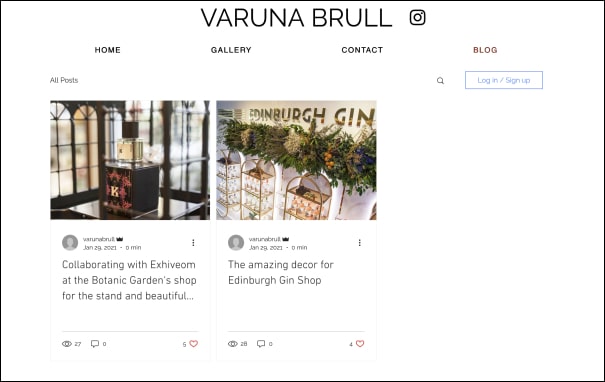 VARUNA BRULL
HOME GALLERY CONTACT BLOG
All Posts Log in / Sign up
K
EDINBURGH GIN
varunabrull
Jan 29, 2021 • 0 min
Collaborating with Exhiveom
at the Botanic Garden's shop
for the stand and beautiful...
27 0 5
varunabrull
Jan 29, 2021 • 0 min
The amazing decor for
Edinburgh Gin Shop
28 0 4